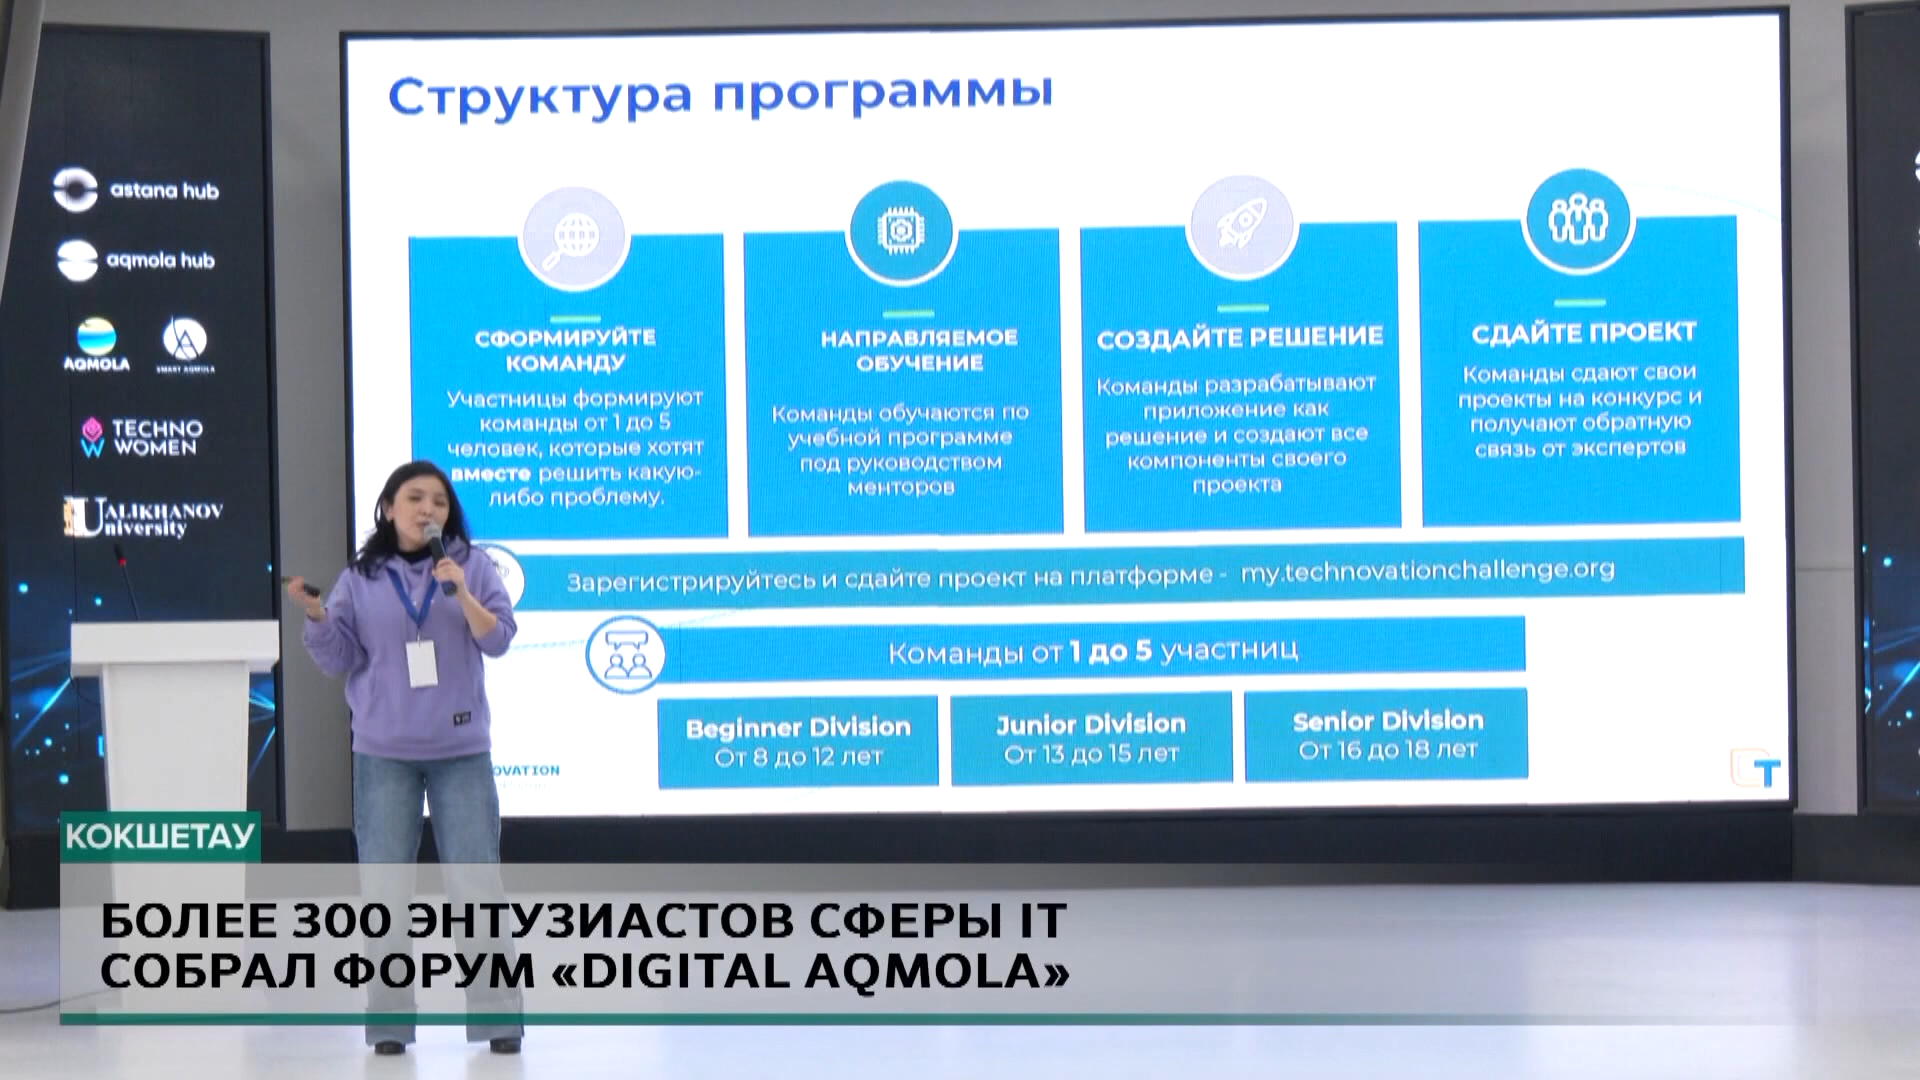 Структура программы
astana hub
aqmola hub
AQMOLA
SMART AQMOLA
TECHNO
WOMEN
UALIKHANOV
University
СФОРМИРУЙТЕ
КОМАНДУ
Участницы формируют
команды от 1 до 5
человек, которые хотят
вместе решить какую-
либо проблему.
НАПРАВЛЯЕМОЕ
ОБУЧЕНИЕ
Команды обучаются по
учебной программе
под руководством
менторов
СОЗДАЙТЕ РЕШЕНИЕ
Команды разрабатывают
приложение как
решение и создают все
компоненты своего
проекта
СДАЙТЕ ПРОЕКТ
Команды сдают свои
проекты на конкурс и
получают обратную
связь от экспертов
Зарегистрируйтесь и сдайте проект на платформе - my.technovationchallenge.org
Команды от 1 до 5 участниц
Beginner Division
От 8 до 12 лет
Junior Division
От 13 до 15 лет
Senior Division
От 16 до 18 лет
OVATION
T
КОКШЕТАУ
БОЛЕЕ 300 ЭНТУЗИАСТОВ СФЕРЫ IT
СОБРАЛ ФОРУМ «DIGITAL AQMOLA»